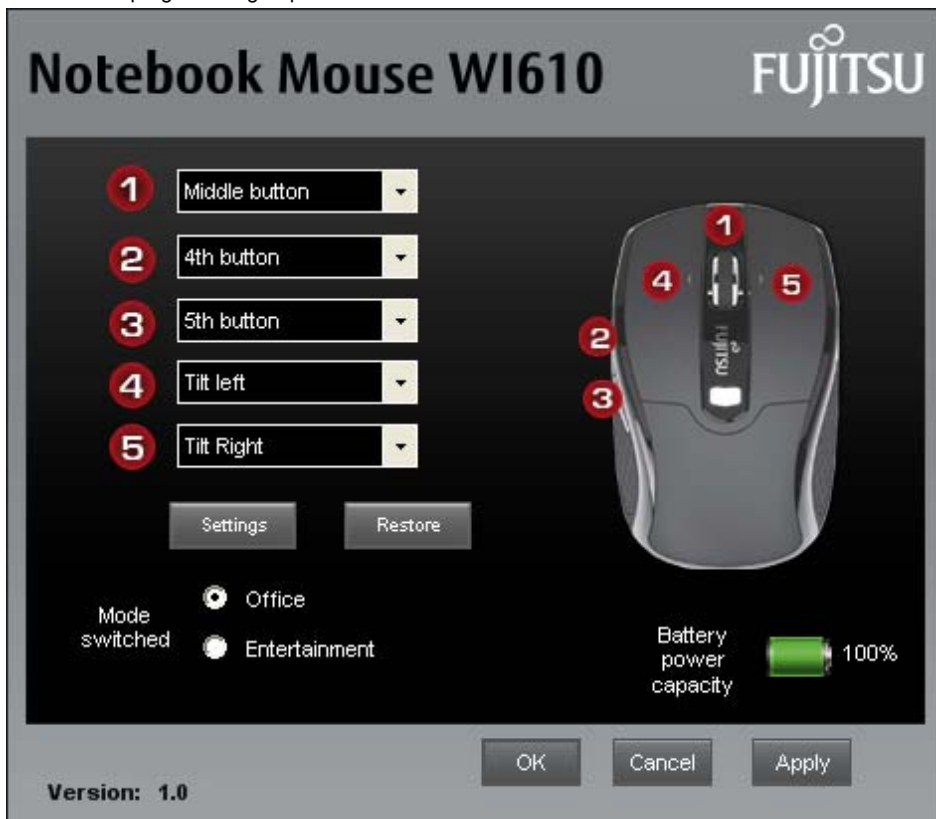 Notebook Mouse WI610
FUJITSU
1 Middle button
2 4th button
3 5th button
4 Tilt left
5 Tilt Right
Settings Restore
Mode switched
Office
Entertainment
1
4 5
2
3
FUJITSU
Battery power capacity
100%
OK Cancel Apply
Version: 1.0